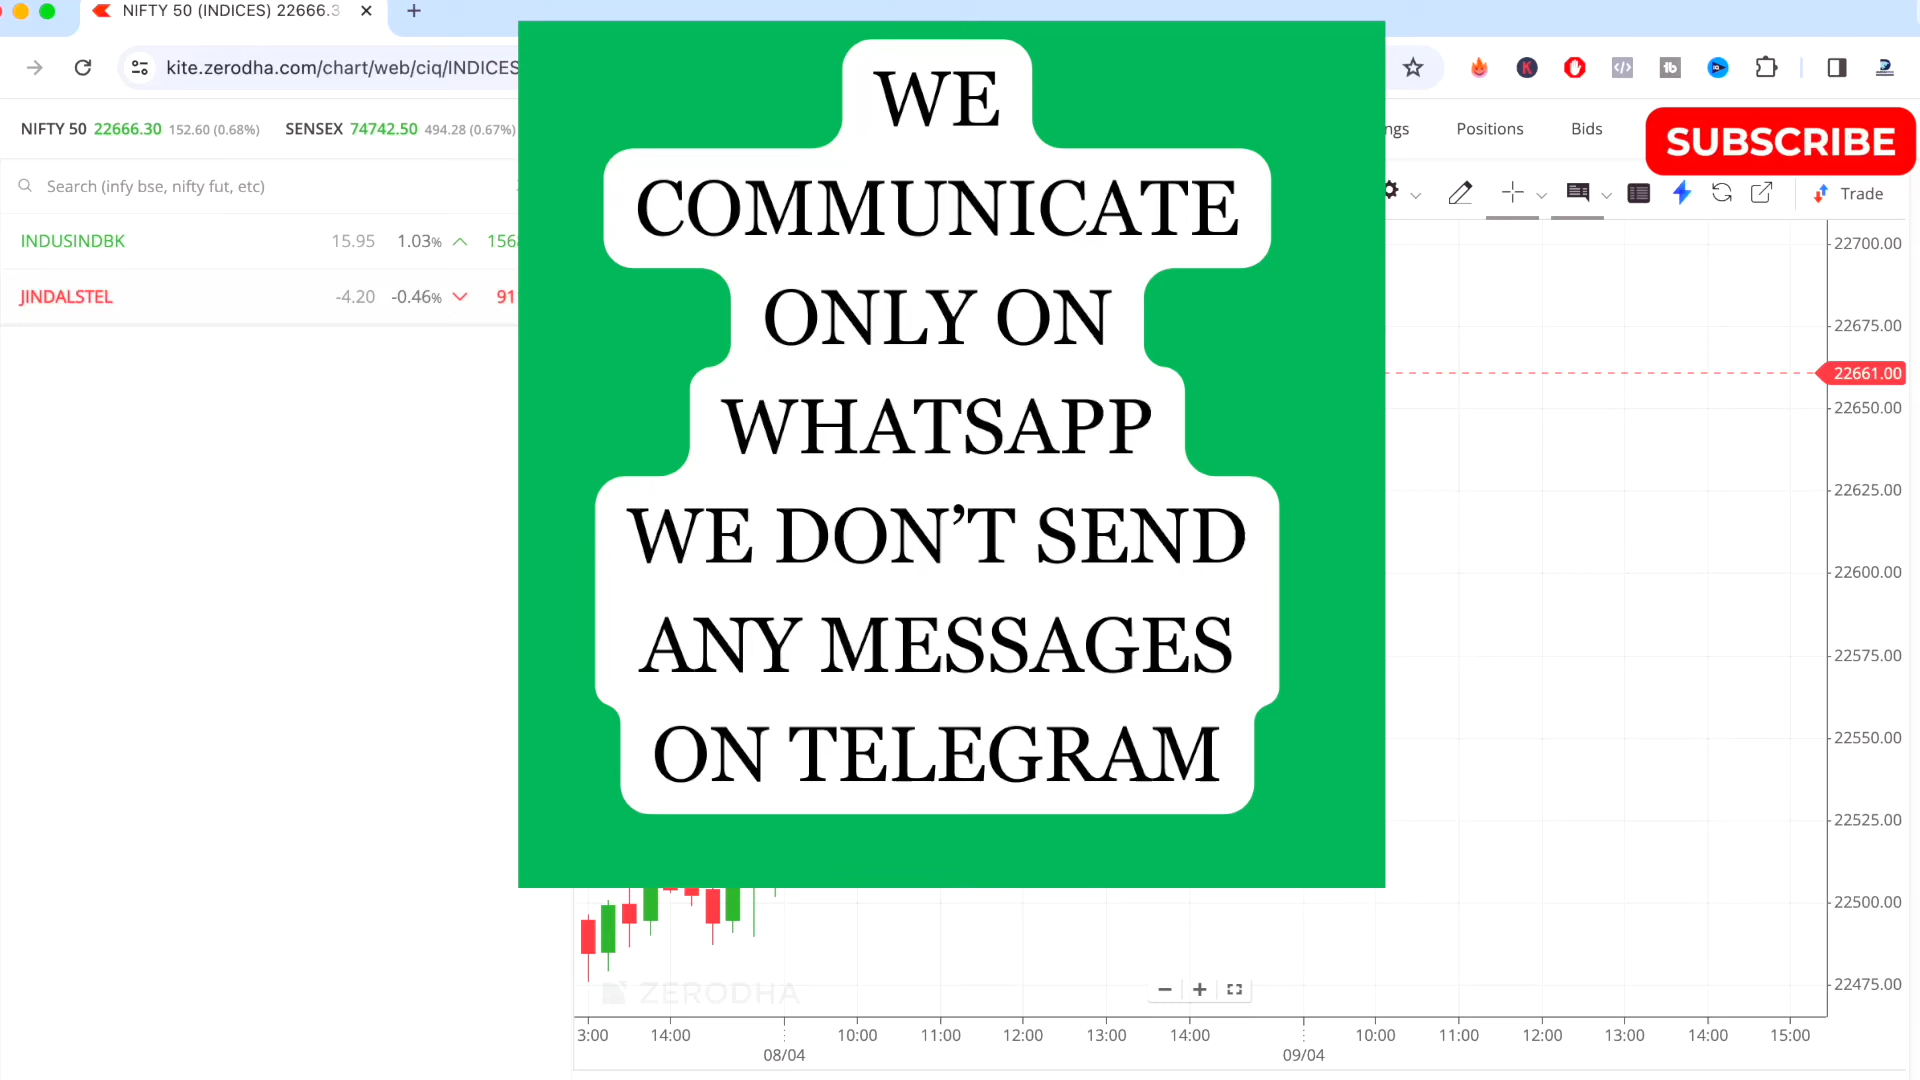 NIFTY 50 (INDICES) 22666.3
kite.zerodha.com/chart/web/ciq/INDICES
NIFTY 50 22666.30 152.60 (0.68%) SENSEX 74742.50 494.28 (0.67%)
ngs Positions Bids
SUBSCRIBE
Search (infy bse, nifty fut, etc)
Trade
INDUSINDBK 15.95 1.03% 156
JINDALSTEL -4.20 -0.46% 91
WE
COMMUNICATE
ONLY ON
WHATSAPP
WE DON’T SEND
ANY MESSAGES
ON TELEGRAM
22700.00
22675.00
22661.00
22650.00
22625.00
22600.00
22575.00
22550.00
22525.00
22500.00
22475.00
ZERODHA
3:00 14:00 10:00 11:00 12:00 13:00 14:00 10:00 11:00 12:00 13:00 14:00 15:00
08/04 09/04